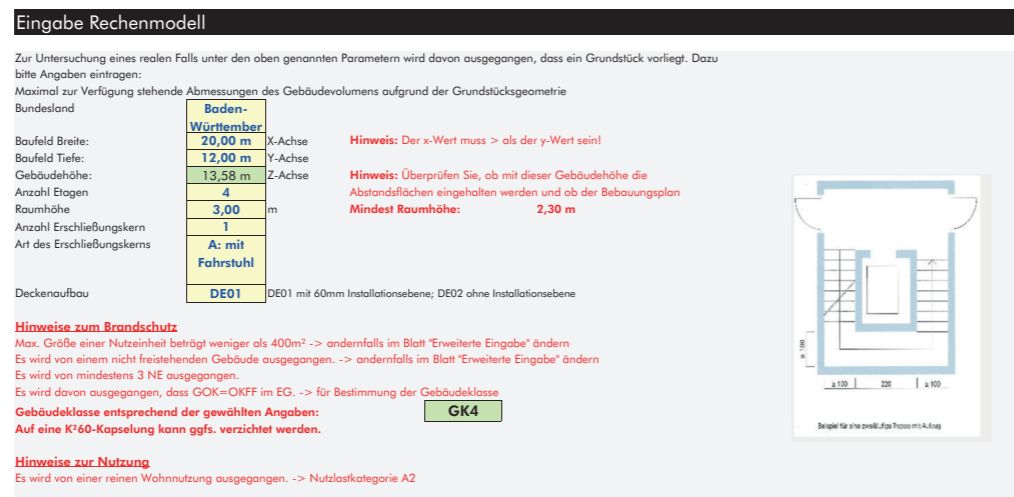 Eingabe Rechenmodell
Zur Untersuchung eines realen Falls unter den oben genannten Parametern wird davon ausgegangen, dass ein Grundstück vorliegt. Dazu
bitte Angaben eintragen:
Maximal zur Verfügung stehende Abmessungen des Gebäudevolumens aufgrund der Grundstücksgeometrie
Bundesland Baden-
Württember
Baufeld Breite: 20,00 m X-Achse Hinweis: Der x-Wert muss > als der y-Wert sein!
Baufeld Tiefe: 12,00 m Y-Achse
Gebäudehöhe: 13,58 m Z-Achse Hinweis: Überprüfen Sie, ob mit dieser Gebäudehöhe die
Anzahl Etagen 4 Abstandsflächen eingehalten werden und ob der Bebauungsplan
Raumhöhe 3,00 m Mindest Raumhöhe: 2,30 m
Anzahl Erschließungskern 1
Art des Erschließungskerns A: mit
Fahrstuhl
Deckenaufbau DE01 DE01 mit 60mm Installationsebene; DE02 ohne Installationsebene
Hinweise zum Brandschutz
Max. Größe einer Nutzeinheit beträgt weniger als 400m² -> andernfalls im Blatt "Erweiterte Eingabe" ändern
Es wird von einem nicht freistehenden Gebäude ausgegangen. -> andernfalls im Blatt "Erweiterte Eingabe" ändern
Es wird von mindestens 3 NE ausgegangen.
Es wird davon ausgegangen, dass GOK=OKFF im EG. -> für Bestimmung der Gebäudeklasse
Gebäudeklasse entsprechend der gewählten Angaben: GK4
Auf eine K²60-Kapselung kann ggfs. verzichtet werden.
Hinweise zur Nutzung
Es wird von einer reinen Wohnnutzung ausgegangen. -> Nutzlastkategorie A2
≥ 100
≥ 100 220 ≥ 100
Beispiel für eine zweiläufige Treppe mit Aufzug